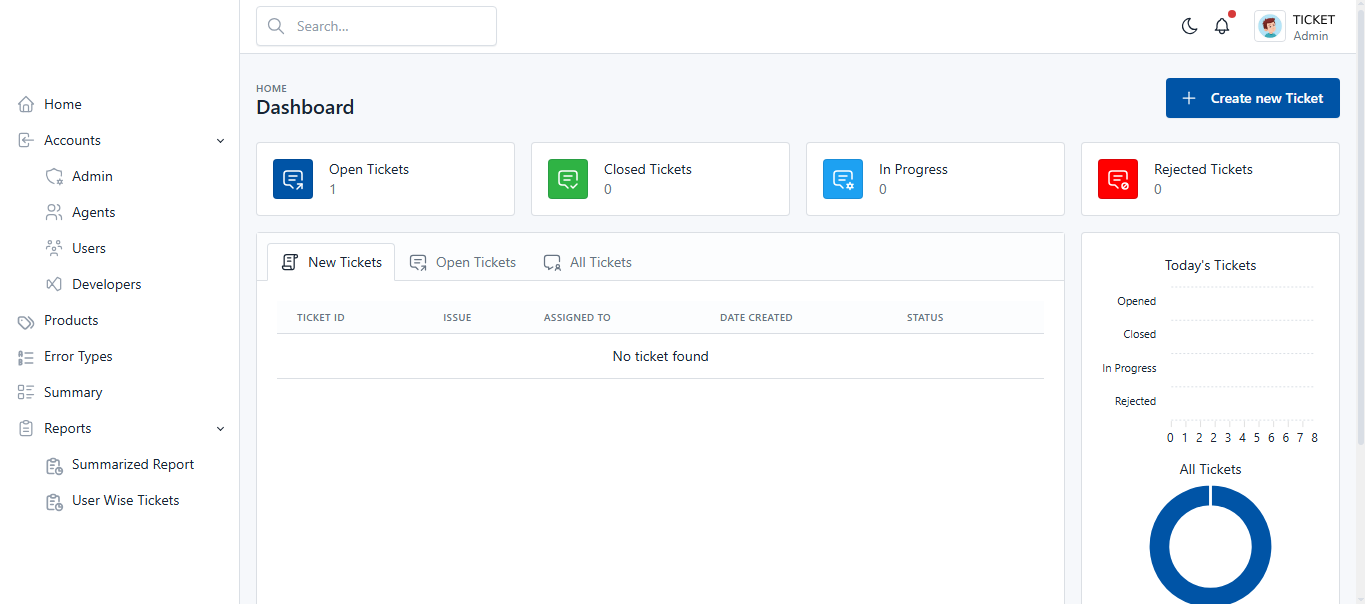 Search...
TICKET
Admin
Home
Accounts
Admin
Agents
Users
Developers
Products
Error Types
Summary
Reports
Summarized Report
User Wise Tickets
HOME
Dashboard
Create new Ticket
Open Tickets
1
Closed Tickets
0
In Progress
0
Rejected Tickets
0
New Tickets Open Tickets All Tickets
TICKET ID ISSUE ASSIGNED TO DATE CREATED STATUS
No ticket found
Today's Tickets
Opened
Closed
In Progress
Rejected
0 1 2 2 3 4 5 6 6 7 8
All Tickets